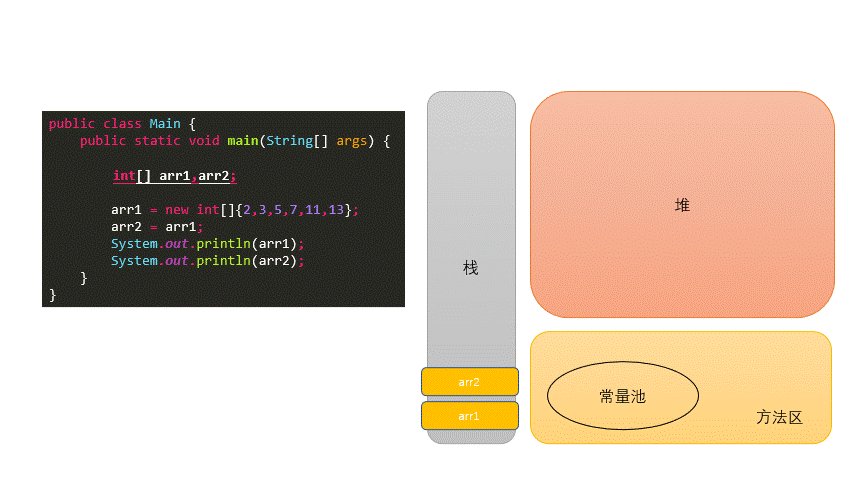 public class Main {
public static void main(String[] args) {
int[] arr1,arr2;
arr1 = new int[]{2,3,5,7,11,13};
arr2 = arr1;
System.out.println(arr1);
System.out.println(arr2);
}
}
栈
arr2
arr1
堆
常量池
方法区